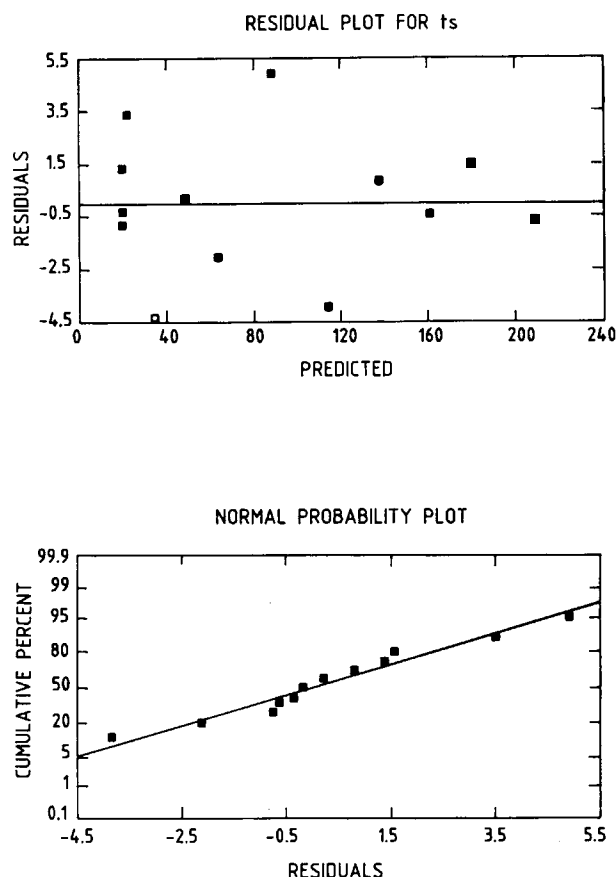 RESIDUAL PLOT FOR ts
5.5
3.5
1.5
-0.5
-2.5
-4.5
RESIDUALS
0 40 80 120 160 200 240
PREDICTED
NORMAL PROBABILITY PLOT
99.9
99
95
80
50
20
5
1
0.1
CUMULATIVE PERCENT
-4.5 -2.5 -0.5 1.5 3.5 5.5
RESIDUALS